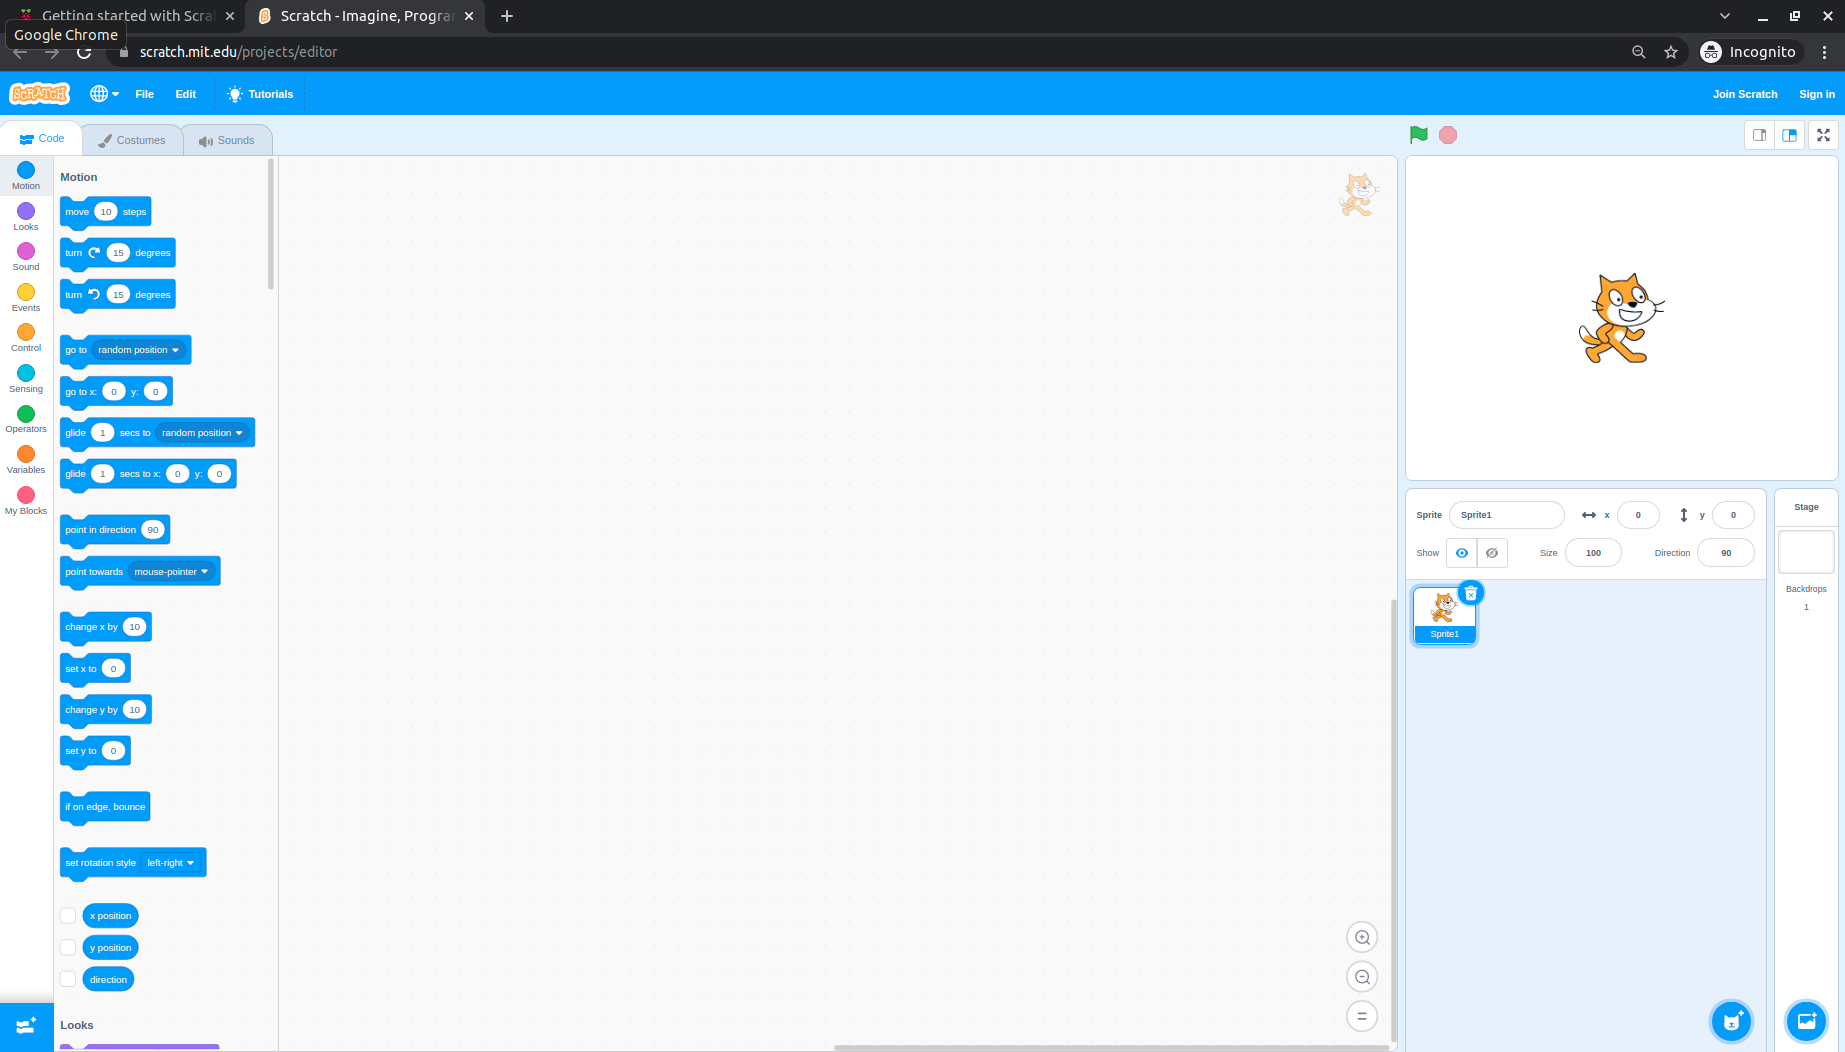 Getting started with Scra
Scratch - Imagine, Program
Google Chrome
scratch.mit.edu/projects/editor
Incognito
SCRATCH
File
Edit
Tutorials
Join Scratch
Sign in
Code
Costumes
Sounds
Motion
Looks
Sound
Events
Control
Sensing
Operators
Variables
My Blocks
Motion
move 10 steps
turn 15 degrees
turn 15 degrees
go to random position
go to x: 0 y: 0
glide 1 secs to random position
glide 1 secs to x: 0 y: 0
point in direction 90
point towards mouse-pointer
change x by 10
set x to 0
change y by 10
set y to 0
if on edge, bounce
set rotation style left-right
x position
y position
direction
Looks
Sprite Sprite1 x 0 y 0
Show Size 100 Direction 90
Sprite1
Stage
Backdrops
1